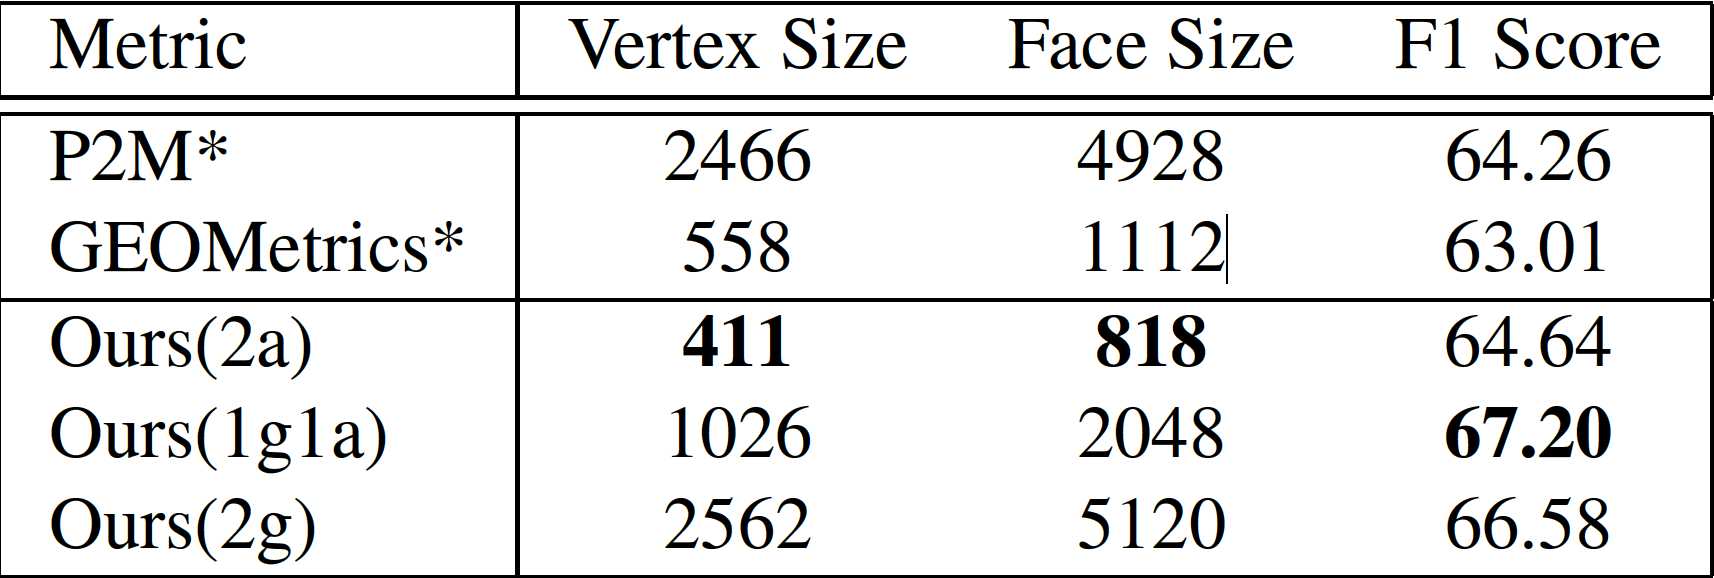 Metric Vertex Size Face Size F1 Score
P2M* 2466 4928 64.26
GEOMetrics* 558 1112 63.01
Ours(2a) 411 818 64.64
Ours(1g1a) 1026 2048 67.20
Ours(2g) 2562 5120 66.58